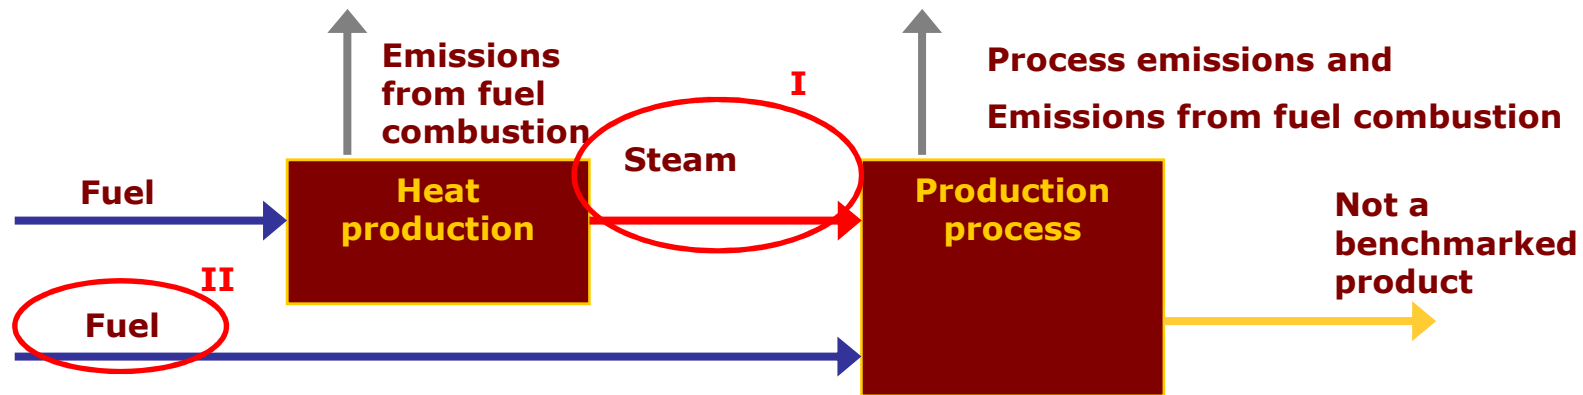 Emissions
from fuel
combustion
I
Process emissions and
Emissions from fuel combustion
Fuel
Heat
production
Steam
Production
process
Not a
benchmarked
product
II
Fuel